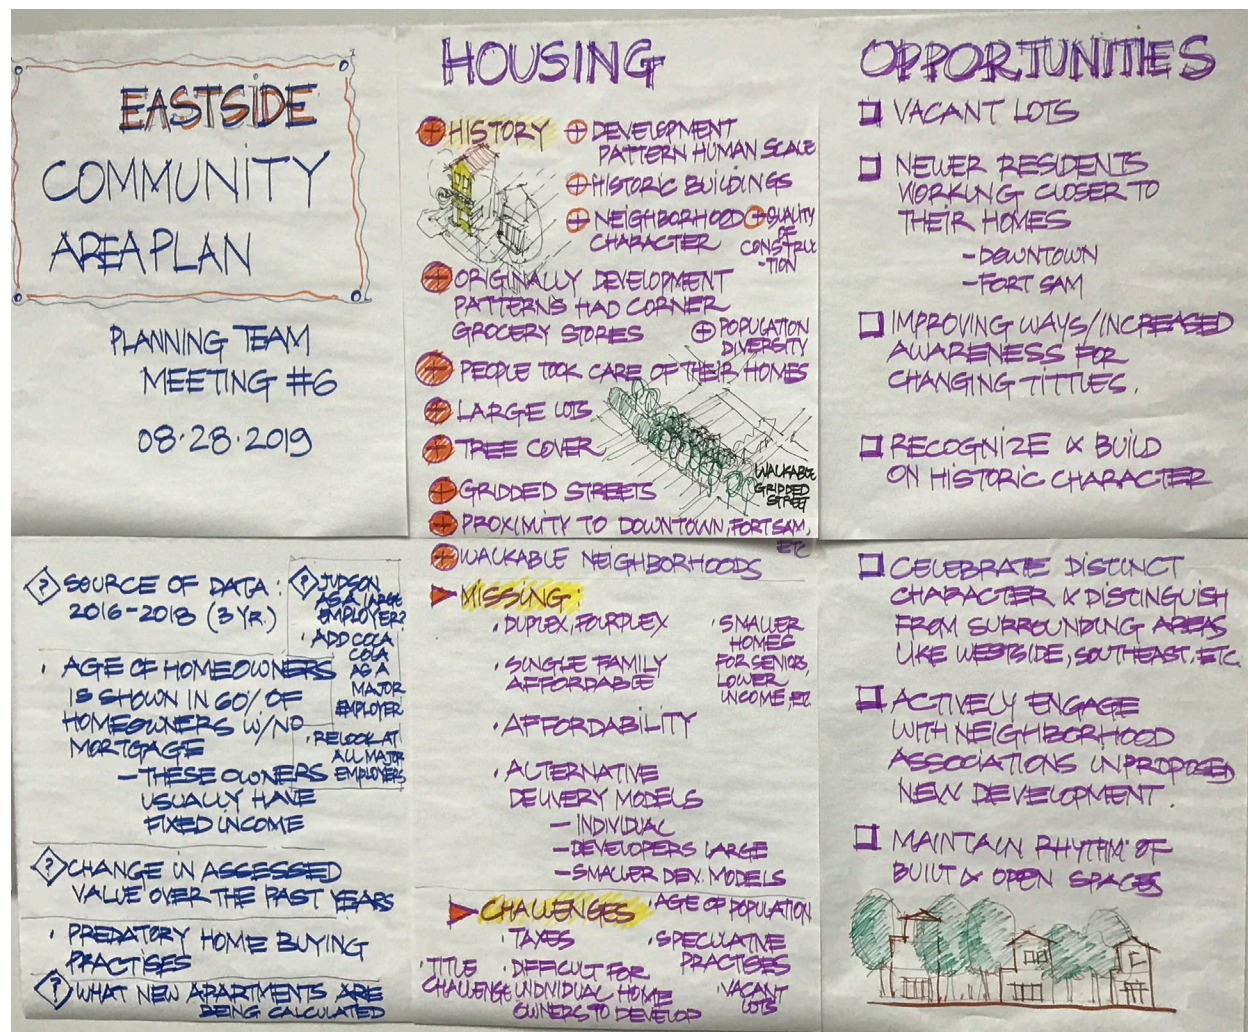 EASTSIDE
COMMUNITY
AREA PLAN
PLANNING TEAM
MEETING #6
08·28·2019
? SOURCE OF DATA:
2016-2018 (3 YR.)
· AGE OF HOMEOWNERS
IS SHOWN IN 60% OF
HOMEOWNERS W/NO
MORTGAGE
- THESE OWNERS
USUALLY HAVE
FIXED INCOME
? JUDSON
AS A LARGE
EMPLOYER?
· ADD COCA
COLA
AS A
MAJOR
EMPLOYER
· RELOOK AT
ALL MAJOR
EMPLOYERS
? CHANGE IN ASSESSED
VALUE OVER THE PAST YEARS
· PREDATORY HOME BUYING
PRACTISES
? WHAT NEW APARTMENTS ARE
BEING CALCULATED
HOUSING
+ HISTORY
+ DEVELOPMENT
PATTERN HUMAN SCALE
+ HISTORIC BUILDINGS
+ NEIGHBORHOOD
CHARACTER
+ QUALITY
OF
CONSTRUC
-TION
+ ORIGINALLY DEVELOPMENT
PATTERNS HAD CORNER
GROCERY STORES
+ POPULATION
DIVERSITY
+ PEOPLE TOOK CARE OF THEIR HOMES
+ LARGE LOTS
+ TREE COVER
WALKABLE
GRIDDED
STREET
+ GRIDDED STREETS
+ PROXIMITY TO DOWNTOWN, FORT SAM,
ETC
+ WALKABLE NEIGHBORHOODS
MISSING:
· DUPLEX, FOURPLEX
· SINGLE FAMILY
AFFORDABLE
· AFFORDABILITY
· ALTERNATIVE
DELIVERY MODELS
- INDIVIDUAL
- DEVELOPERS LARGE
- SMALLER DEV. MODELS
· SMALLER
HOMES
FOR SENIORS,
LOWER
INCOME,
CHALLENGES
· AGE OF POPULATION
· TAXES
· SPECULATIVE
PRACTISES
· TITLE
CHALLENGE
· DIFFICULT FOR
INDIVIDUAL HOME
OWNERS TO DEVELOP
· VACANT
LOTS
OPPORTUNITIES
VACANT LOTS
NEWER RESIDENTS
WORKING CLOSER TO
THEIR HOMES
- DOWNTOWN
- FORT SAM
IMPROVING WAYS/INCREASED
AWARENESS FOR
CHANGING TITTLES.
RECOGNIZE & BUILD
ON HISTORIC CHARACTER
CELEBRATE DISTINCT
CHARACTER & DISTINGUISH
FROM SURROUNDING AREAS
LIKE WESTSIDE, SOUTHEAST, ETC.
ACTIVELY ENGAGE
WITH NEIGHBORHOOD
ASSOCIATIONS IN PROPOSED
NEW DEVELOPMENT.
MAINTAIN RHYTHM OF
BUILT & OPEN SPACES